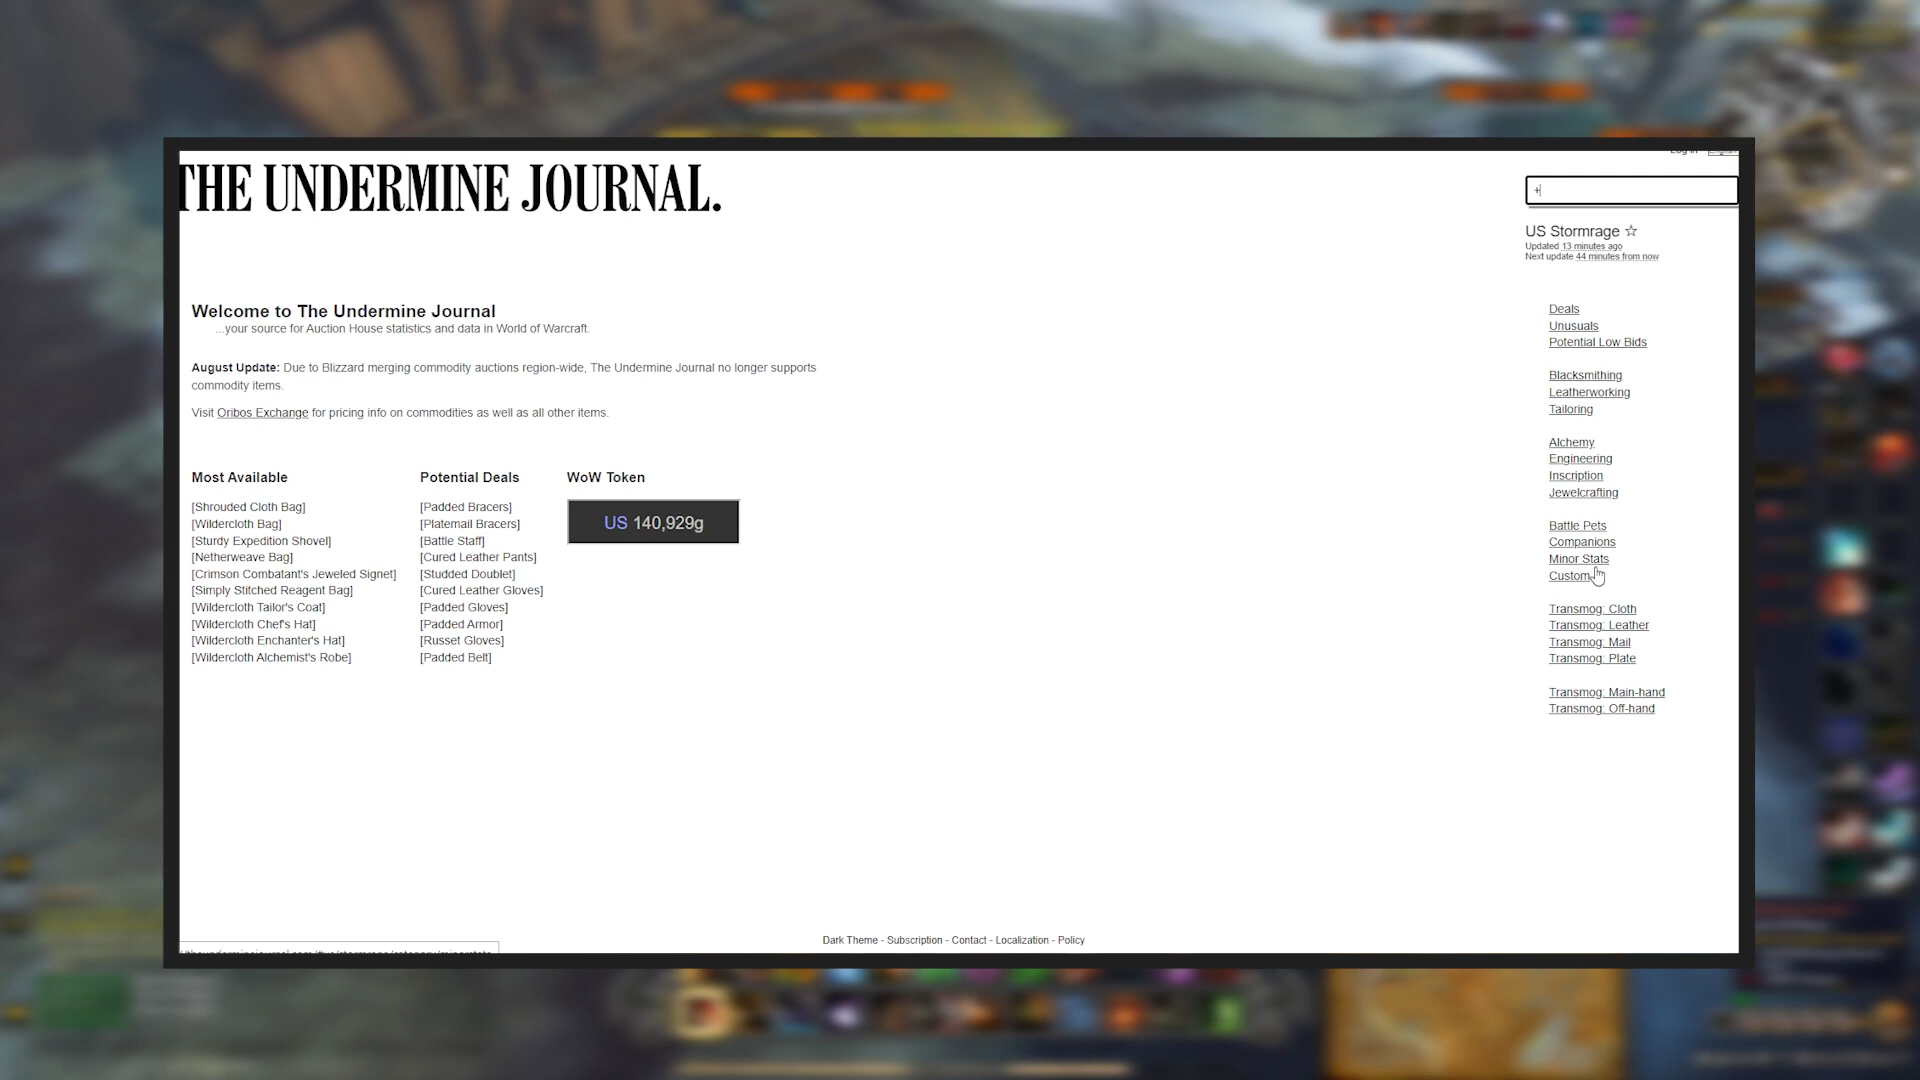 Log In English
THE UNDERMINE JOURNAL.
+
US Stormrage ☆
Updated 13 minutes ago
Next update 44 minutes from now
Welcome to The Undermine Journal
...your source for Auction House statistics and data in World of Warcraft.
August Update: Due to Blizzard merging commodity auctions region-wide, The Undermine Journal no longer supports
commodity items.
Visit Oribos Exchange for pricing info on commodities as well as all other items.
Most Available
[Shrouded Cloth Bag]
[Wildercloth Bag]
[Sturdy Expedition Shovel]
[Netherweave Bag]
[Crimson Combatant's Jeweled Signet]
[Simply Stitched Reagent Bag]
[Wildercloth Tailor's Coat]
[Wildercloth Chef's Hat]
[Wildercloth Enchanter's Hat]
[Wildercloth Alchemist's Robe]
Potential Deals
[Padded Bracers]
[Platemail Bracers]
[Battle Staff]
[Cured Leather Pants]
[Studded Doublet]
[Cured Leather Gloves]
[Padded Gloves]
[Padded Armor]
[Russet Gloves]
[Padded Belt]
WoW Token
US 140,929g
Deals
Unusuals
Potential Low Bids
Blacksmithing
Leatherworking
Tailoring
Alchemy
Engineering
Inscription
Jewelcrafting
Battle Pets
Companions
Minor Stats
Custom
Transmog: Cloth
Transmog: Leather
Transmog: Mail
Transmog: Plate
Transmog: Main-hand
Transmog: Off-hand
Dark Theme - Subscription - Contact - Localization - Policy